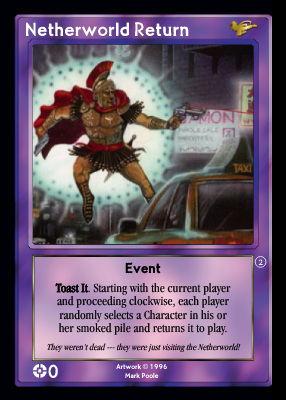 Netherworld Return
TAXI
2
Event
Toast It. Starting with the current player
and proceeding clockwise, each player
randomly selects a Character in his or
her smoked pile and returns it to play.
They weren't dead --- they were just visiting the Netherworld!
0
Artwork © 1996
Mark Poole